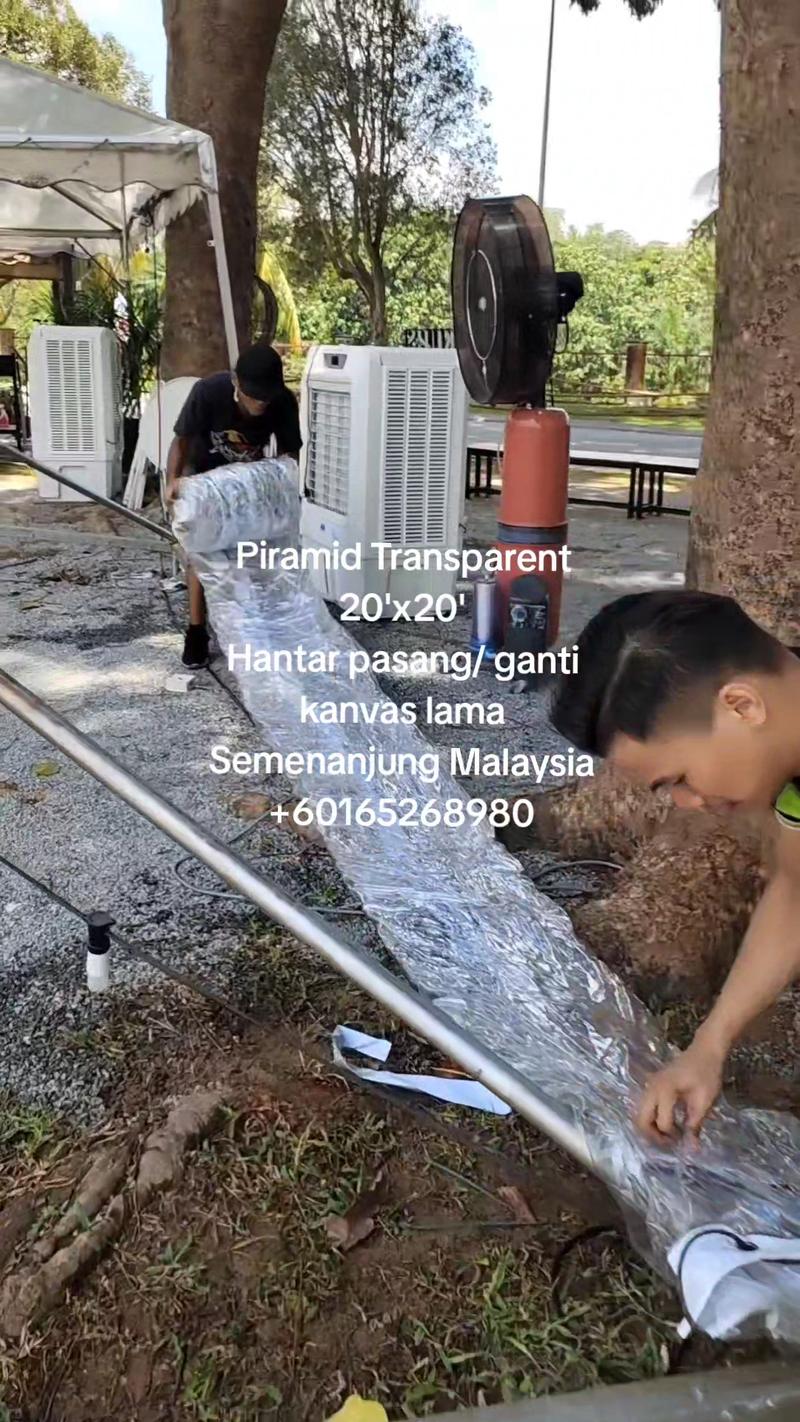 Piramid Transparent
20'x20'
Hantar pasang/ ganti
kanvas lama
Semenanjung Malaysia
+60165268980